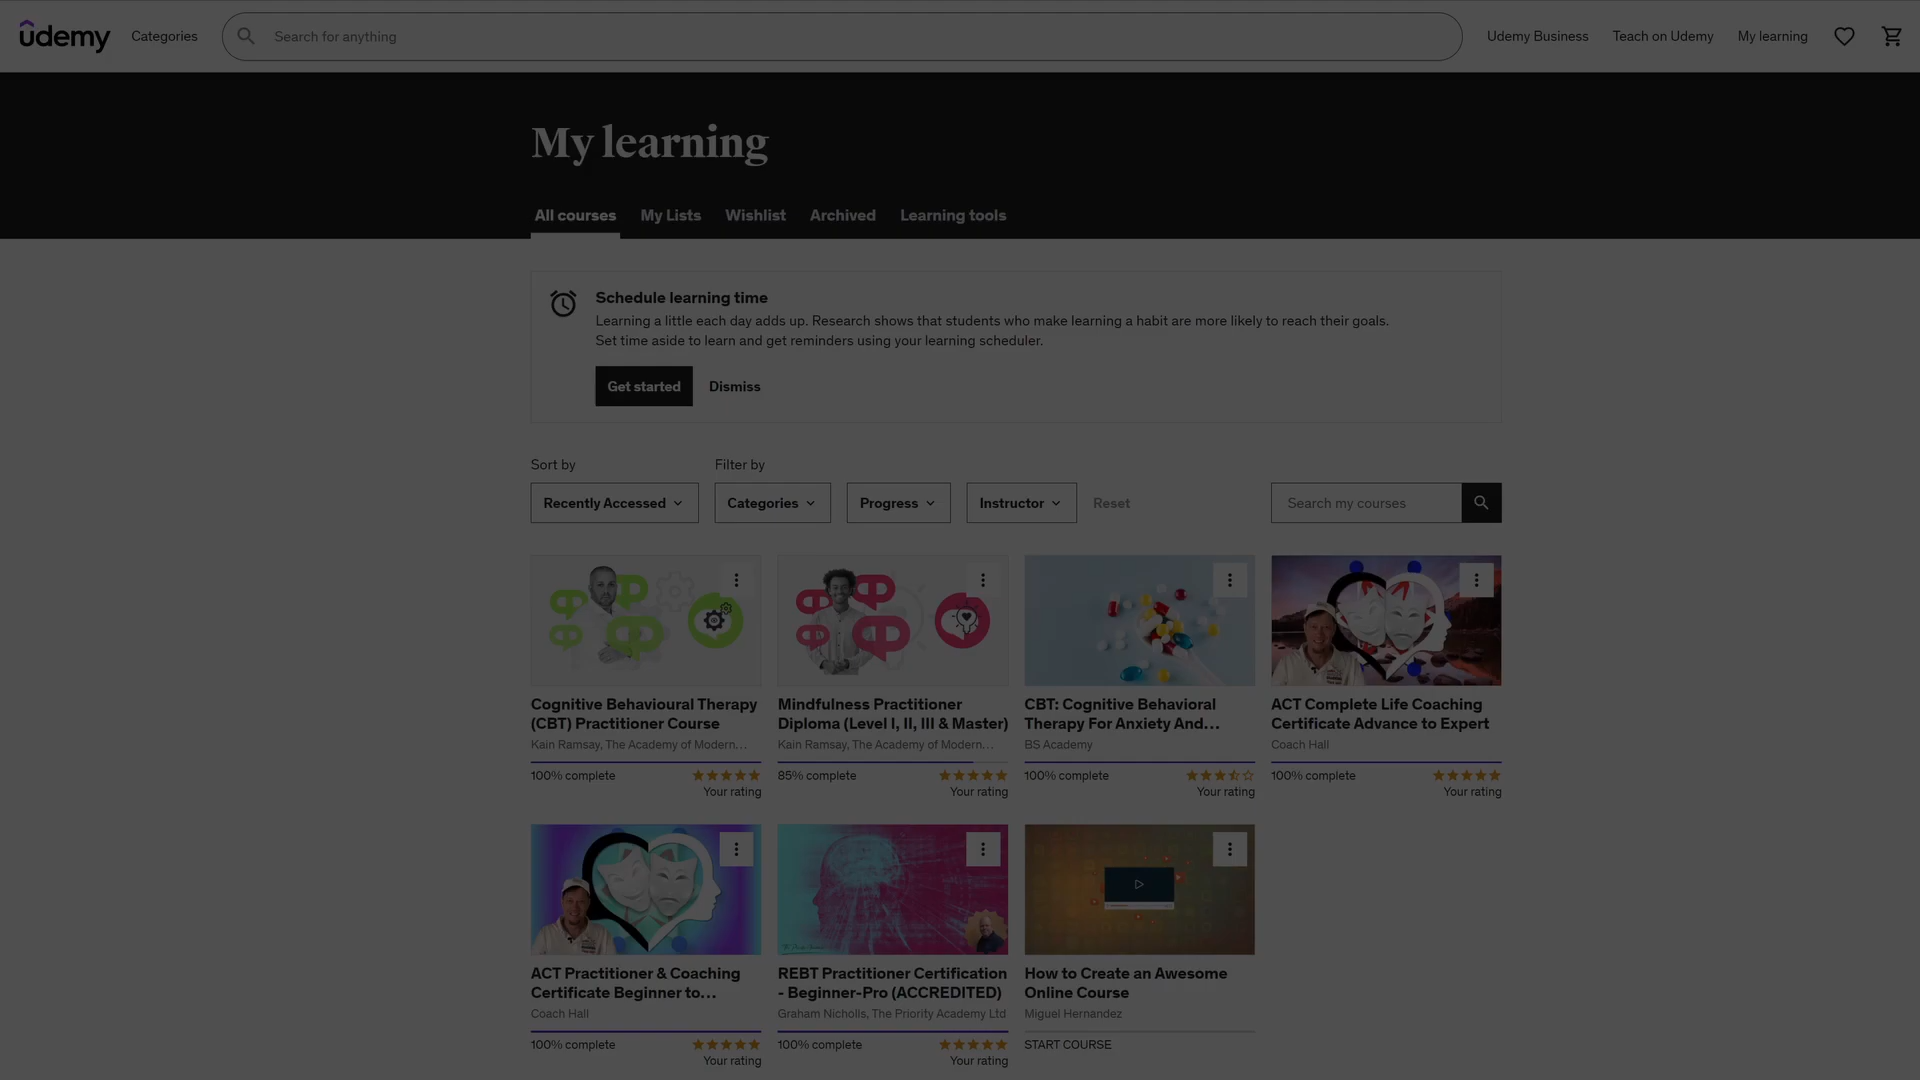 udemy
Categories
Search for anything
Udemy Business
Teach on Udemy
My learning
My learning
All courses
My Lists
Wishlist
Archived
Learning tools
Schedule learning time
Learning a little each day adds up. Research shows that students who make learning a habit are more likely to reach their goals.
Set time aside to learn and get reminders using your learning scheduler.
Get started
Dismiss
Sort by
Filter by
Recently Accessed
Categories
Progress
Instructor
Reset
Search my courses
Cognitive Behavioural Therapy
(CBT) Practitioner Course
Kain Ramsay, The Academy of Modern…
100% complete
Your rating
Mindfulness Practitioner
Diploma (Level I, II, III & Master)
Kain Ramsay, The Academy of Modern…
85% complete
Your rating
CBT: Cognitive Behavioral
Therapy For Anxiety And…
BS Academy
100% complete
Your rating
ACT Complete Life Coaching
Certificate Advance to Expert
Coach Hall
100% complete
Your rating
ACT Practitioner & Coaching
Certificate Beginner to…
Coach Hall
100% complete
Your rating
REBT Practitioner Certification
- Beginner-Pro (ACCREDITED)
Graham Nicholls, The Priority Academy Ltd
100% complete
Your rating
How to Create an Awesome
Online Course
Miguel Hernandez
START COURSE